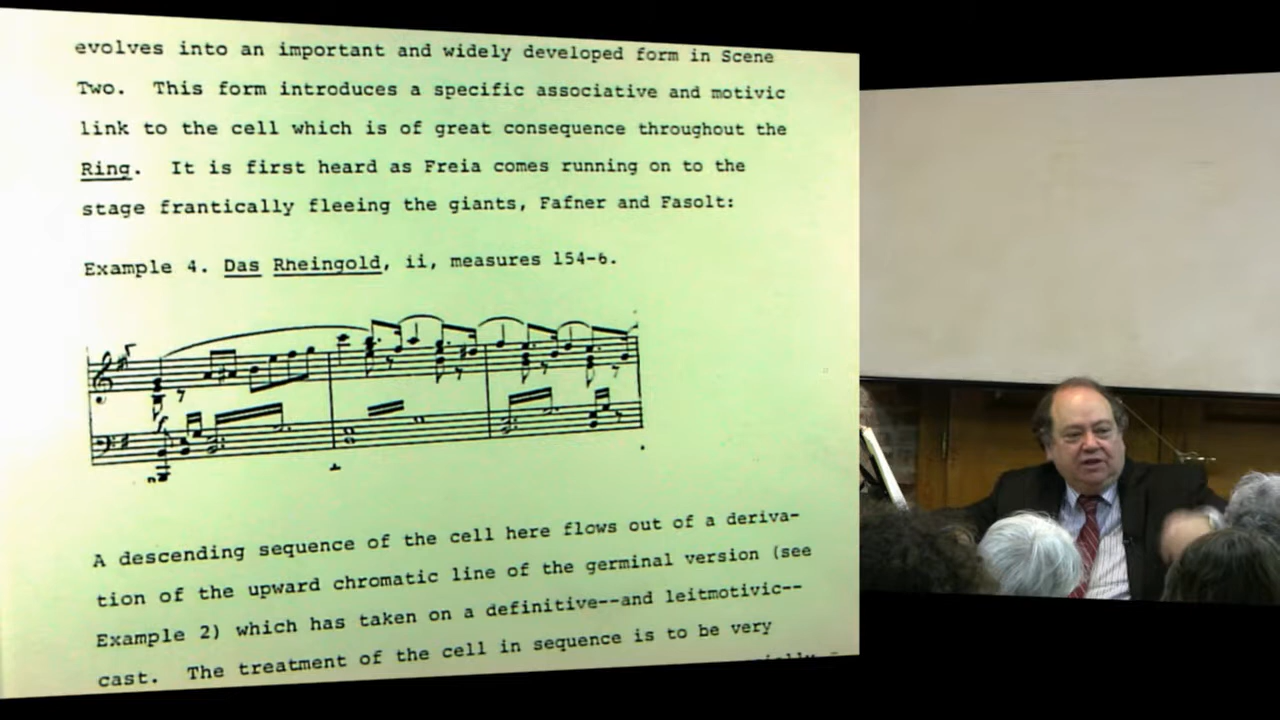 evolves into an important and widely developed form in Scene
Two. This form introduces a specific associative and motivic
link to the cell which is of great consequence throughout the
Ring. It is first heard as Freia comes running on to the
stage frantically fleeing the giants, Fafner and Fasolt:
Example 4. Das Rheingold, ii, measures 154-6.
A descending sequence of the cell here flows out of a deriva-
tion of the upward chromatic line of the germinal version (see
Example 2) which has taken on a definitive--and leitmotivic--
cast. The treatment of the cell in sequence is to be very